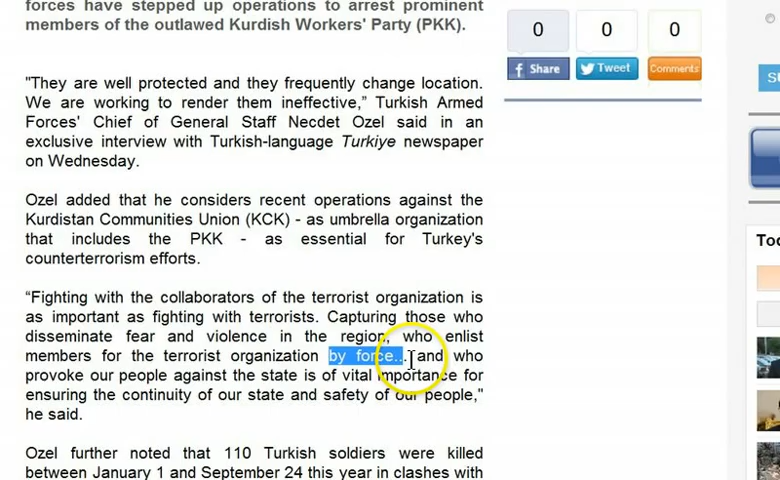 forces have stepped up operations to arrest prominent
members of the outlawed Kurdish Workers' Party (PKK).
"They are well protected and they frequently change location.
We are working to render them ineffective,” Turkish Armed
Forces' Chief of General Staff Necdet Ozel said in an
exclusive interview with Turkish-language Turkiye newspaper
on Wednesday.
Ozel added that he considers recent operations against the
Kurdistan Communities Union (KCK) - as umbrella organization
that includes the PKK - as essential for Turkey's
counterterrorism efforts.
“Fighting with the collaborators of the terrorist organization is
as important as fighting with terrorists. Capturing those who
disseminate fear and violence in the region, who enlist
members for the terrorist organization by force... and who
provoke our people against the state is of vital importance for
ensuring the continuity of our state and safety of our people,"
he said.
Ozel further noted that 110 Turkish soldiers were killed
between January 1 and September 24 this year in clashes with
0 0 0
Share Tweet Comments